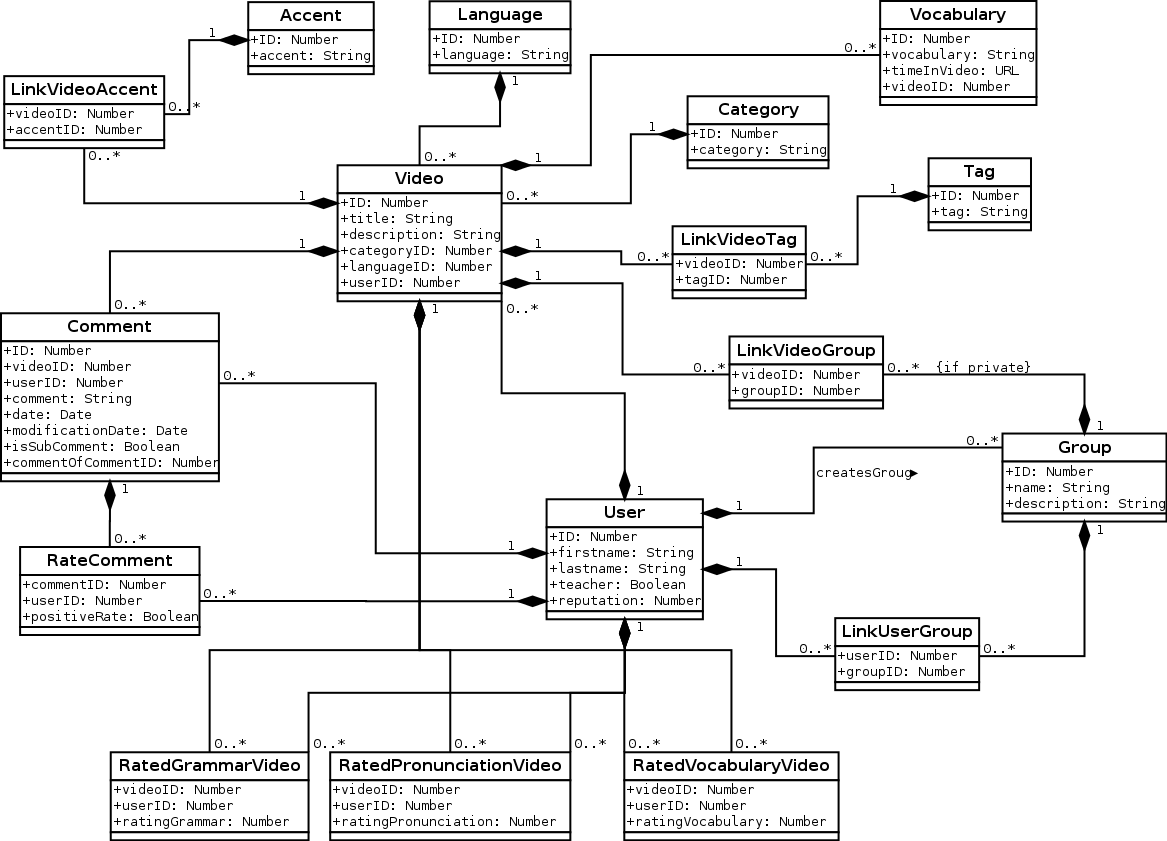 Accent
+ID: Number
+accent: String
1
Language
+ID: Number
+language: String
1
Vocabulary
+ID: Number
+vocabulary: String
+timeInVideo: URL
+videoID: Number
0..*
LinkVideoAccent
+videoID: Number
+accentID: Number
0..*
0..*
Category
+ID: Number
+category: String
1
Tag
+ID: Number
+tag: String
1
Video
+ID: Number
+title: String
+description: String
+categoryID: Number
+languageID: Number
+userID: Number
0..*
1
0..*
1
1
1
1
1
0..*
LinkVideoTag
+videoID: Number
+tagID: Number
0..*
0..*
Comment
+ID: Number
+videoID: Number
+userID: Number
+comment: String
+date: Date
+modificationDate: Date
+isSubComment: Boolean
+commentOfCommentID: Number
0..*
0..*
1
LinkVideoGroup
+videoID: Number
+groupID: Number
0..*
0..* {if private}
Group
+ID: Number
+name: String
+description: String
1
0..*
1
createsGroup
User
+ID: Number
+firstname: String
+lastname: String
+teacher: Boolean
+reputation: Number
1
1
1
1
1
1
RateComment
+commentID: Number
+userID: Number
+positiveRate: Boolean
0..*
0..*
LinkUserGroup
+userID: Number
+groupID: Number
0..*
0..*
RatedGrammarVideo
+videoID: Number
+userID: Number
+ratingGrammar: Number
0..*
0..*
RatedPronunciationVideo
+videoID: Number
+userID: Number
+ratingPronunciation: Number
0..*
0..*
RatedVocabularyVideo
+videoID: Number
+userID: Number
+ratingVocabulary: Number
0..*
0..*